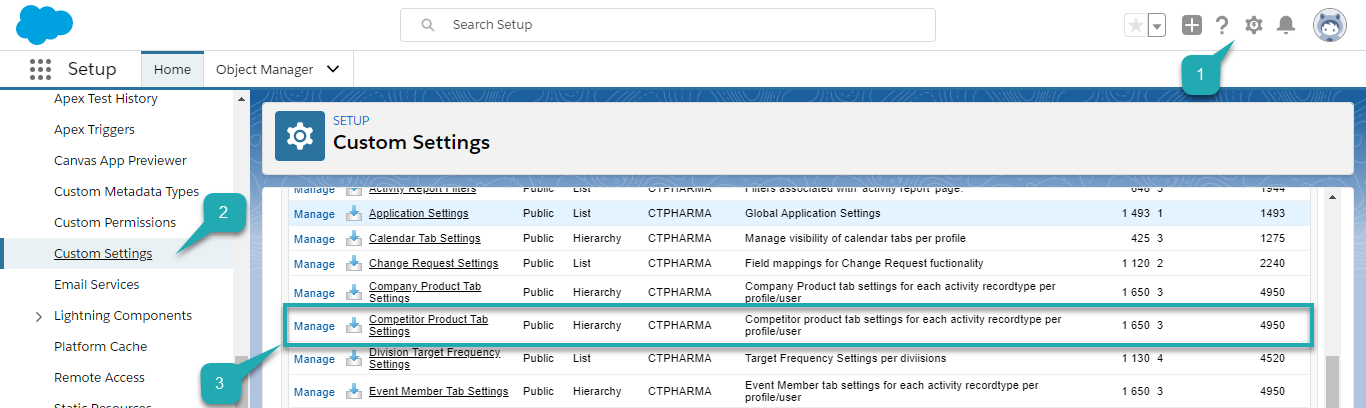 Search Setup
1
Setup
Home
Object Manager
Apex Test History
Apex Triggers
Canvas App Previewer
Custom Metadata Types
Custom Permissions
2
Custom Settings
Email Services
Lightning Components
Platform Cache
Remote Access
Static Resources
3
SETUP
Custom Settings
Manage Activity Report Filters Public List CTPHARMA Filters associated with activity report page. 648 3 1944
Manage Application Settings Public List CTPHARMA Global Application Settings 1 493 1 1493
Manage Calendar Tab Settings Public Hierarchy CTPHARMA Manage visibility of calendar tabs per profile 425 3 1275
Manage Change Request Settings Public List CTPHARMA Field mappings for Change Request fuctionality 1 120 2 2240
Manage Company Product Tab Settings Public Hierarchy CTPHARMA Company Product tab settings for each activity recordtype per profile/user 1 650 3 4950
Manage Competitor Product Tab Settings Public Hierarchy CTPHARMA Competitor product tab settings for each activity recordtype per profile/user 1 650 3 4950
Manage Division Target Frequency Settings Public List CTPHARMA Target Frequency Settings per diviisions 1 130 4 4520
Manage Event Member Tab Settings Public Hierarchy CTPHARMA Event Member tab settings for each activity recordtype per profile/user 1 650 3 4950